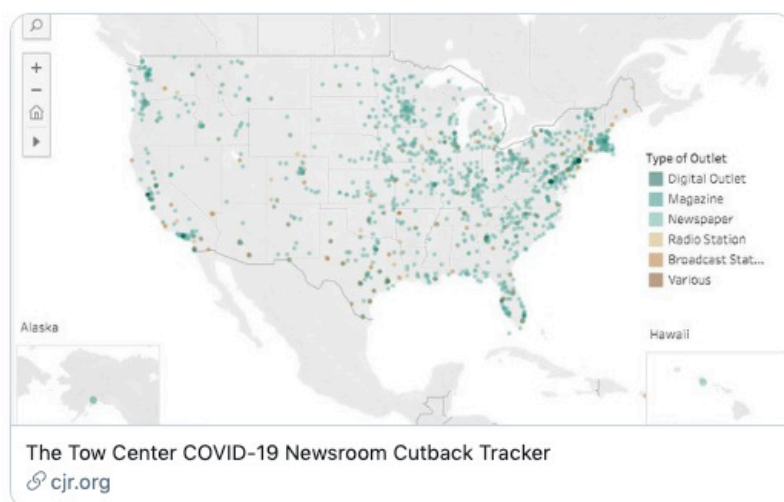 Type of Outlet
Digital Outlet
Magazine
Newspaper
Radio Station
Broadcast Stat...
Various
Alaska
Hawaii
The Tow Center COVID-19 Newsroom Cutback Tracker
cjr.org